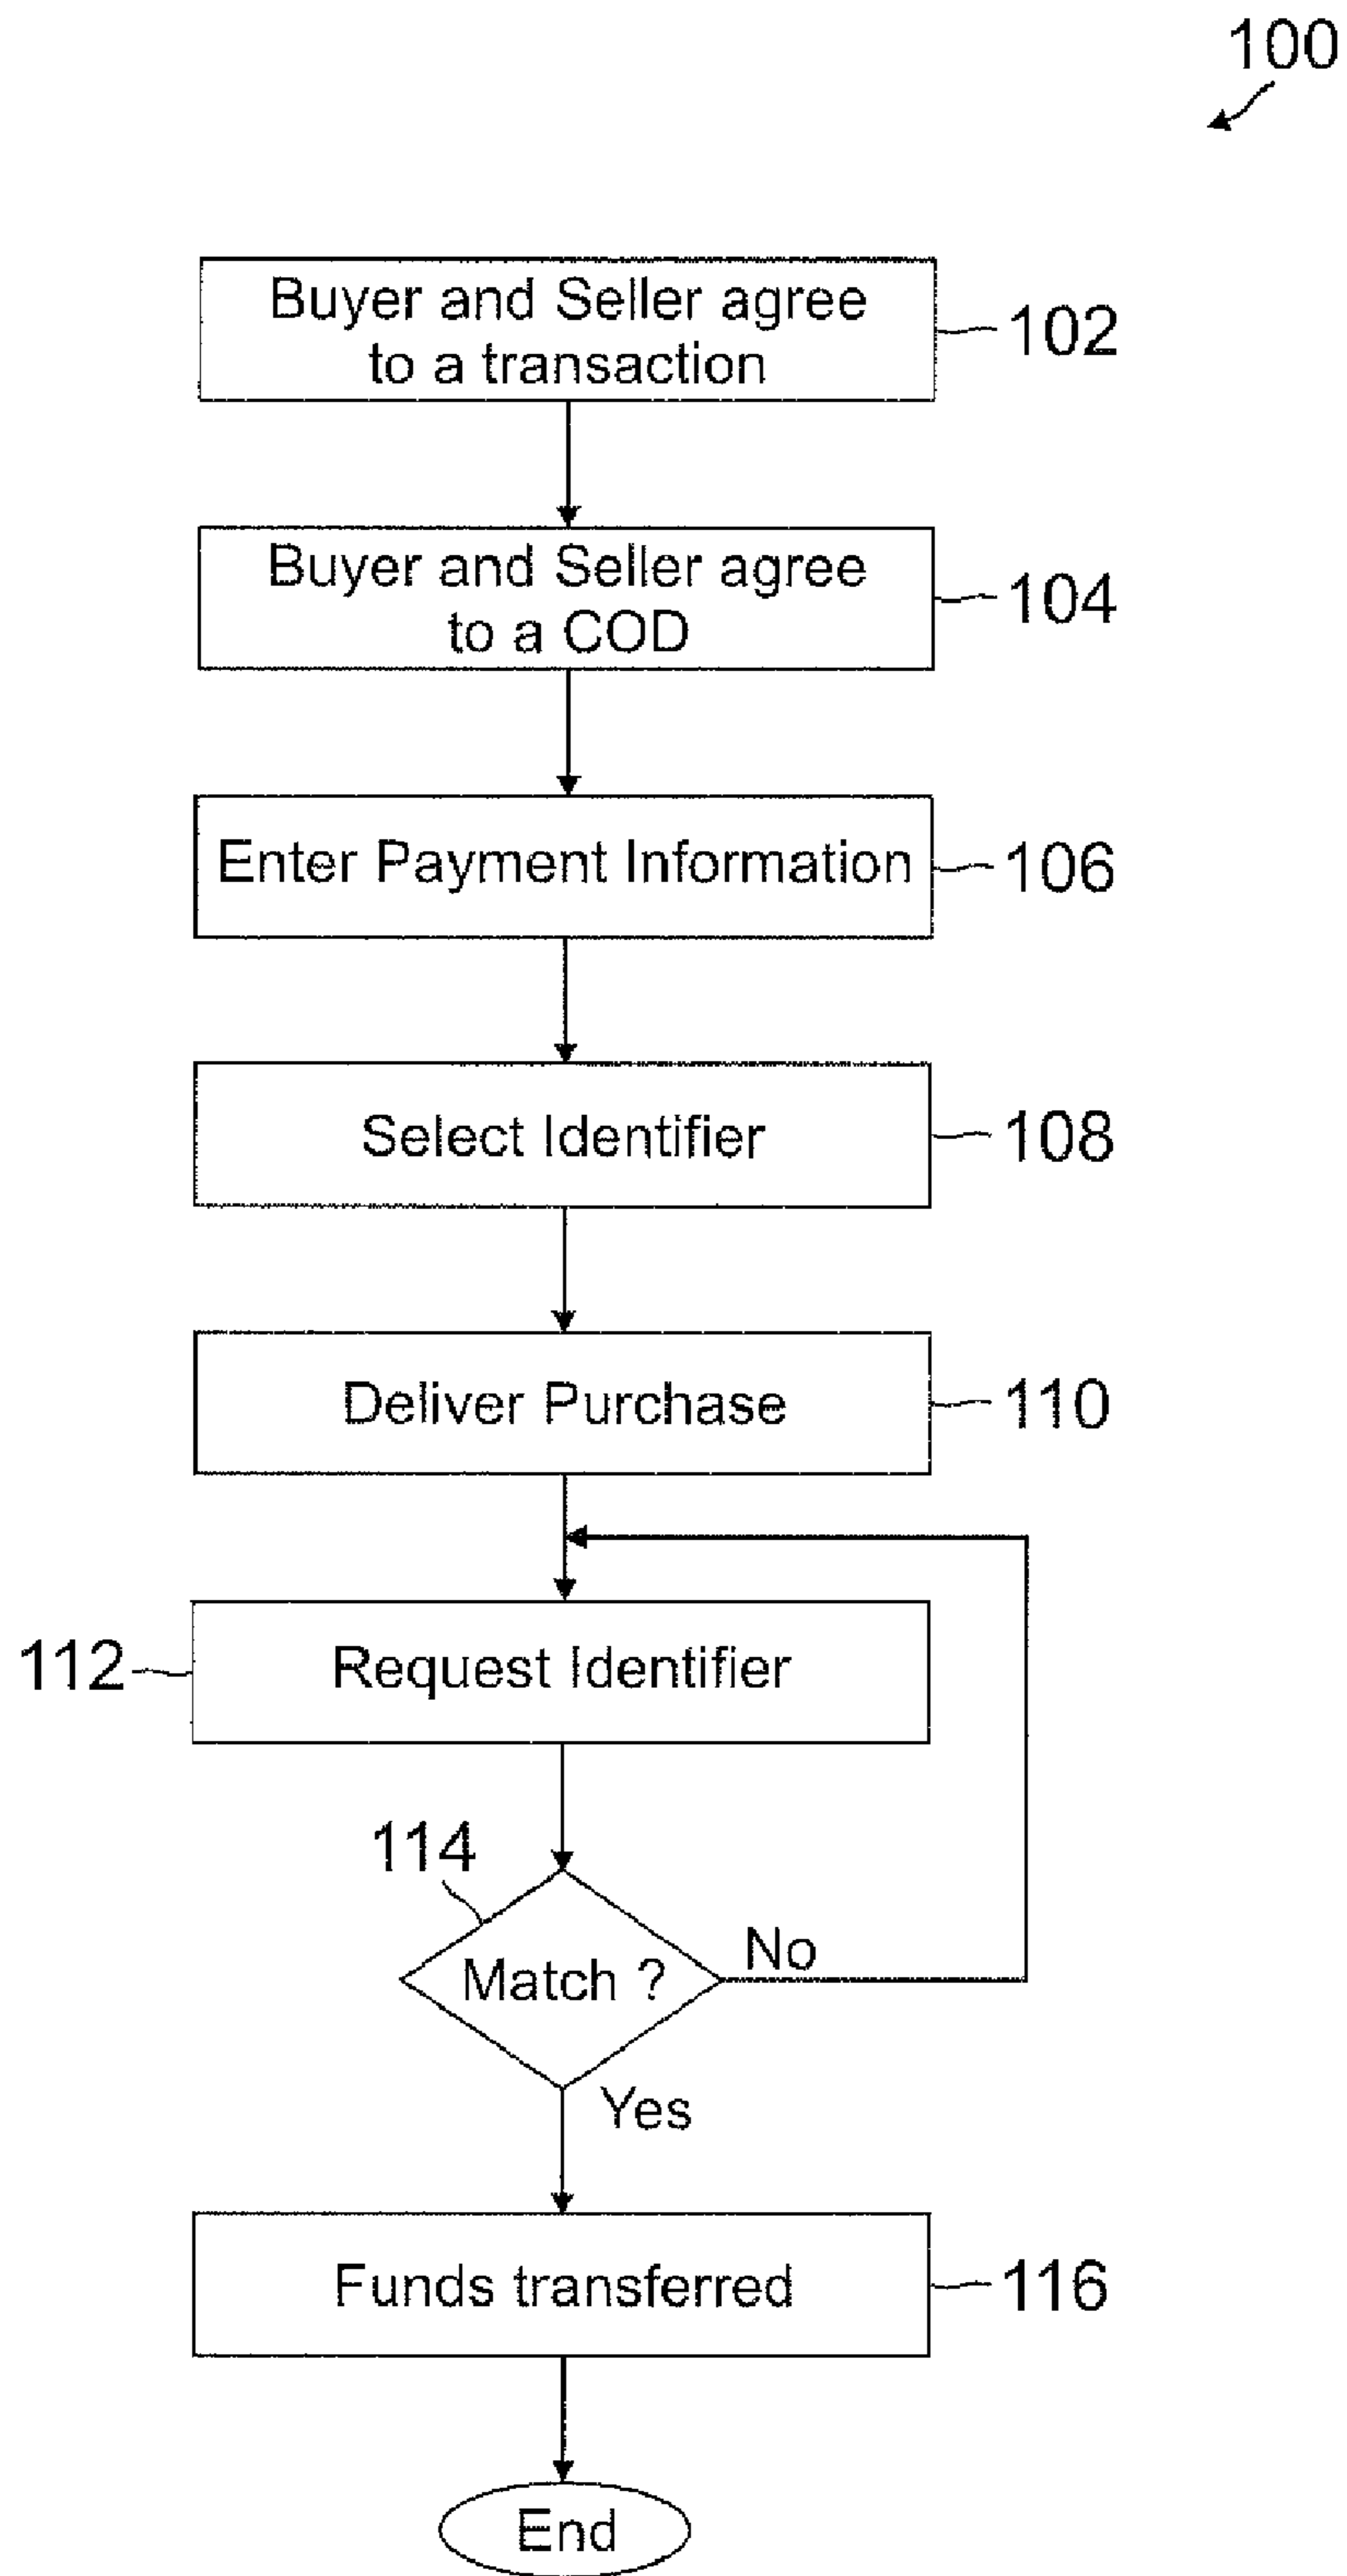 100
Buyer and Seller agree
to a transaction
102
Buyer and Seller agree
to a COD
104
Enter Payment Information
106
Select Identifier
108
Deliver Purchase
110
112
Request Identifier
114
Match ?
No
Yes
Funds transferred
116
End